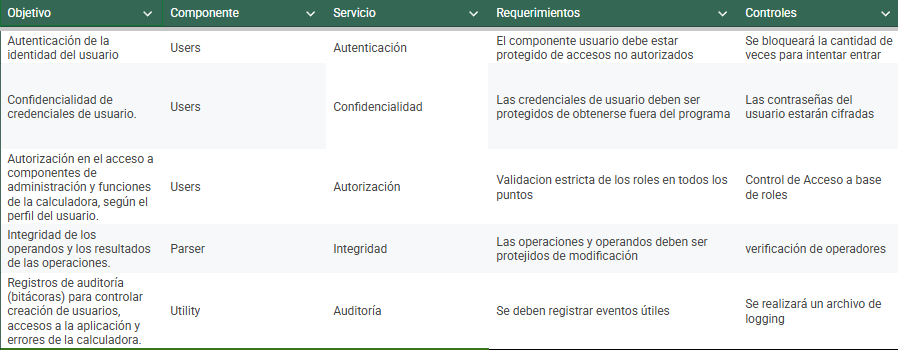 Objetivo Componente Servicio Requerimientos Controles
Autenticación de la
identidad del usuario
Users
Autenticación
El componente usuario debe estar
protegido de accesos no autorizados
Se bloqueará la cantidad de
veces para intentar entrar
Confidencialidad de
credenciales de usuario.
Users
Confidencialidad
Las credenciales de usuario deben ser
protegidos de obtenerse fuera del programa
Las contraseñas del
usuario estarán cifradas
Autorización en el acceso a
componentes de
administración y funciones
de la calculadora, según el
perfil del usuario.
Users
Autorización
Validacion estricta de los roles en todos los
puntos
Control de Acceso a base
de roles
Integridad de los
operandos y los resultados
de las operaciones.
Parser
Integridad
Las operaciones y operandos deben ser
protejidos de modificación
verificación de operadores
Registros de auditoría
(bitácoras) para controlar
creación de usuarios,
accesos a la aplicación y
errores de la calculadora.
Utility
Auditoría
Se deben registrar eventos útiles
Se realizará un archivo de
logging